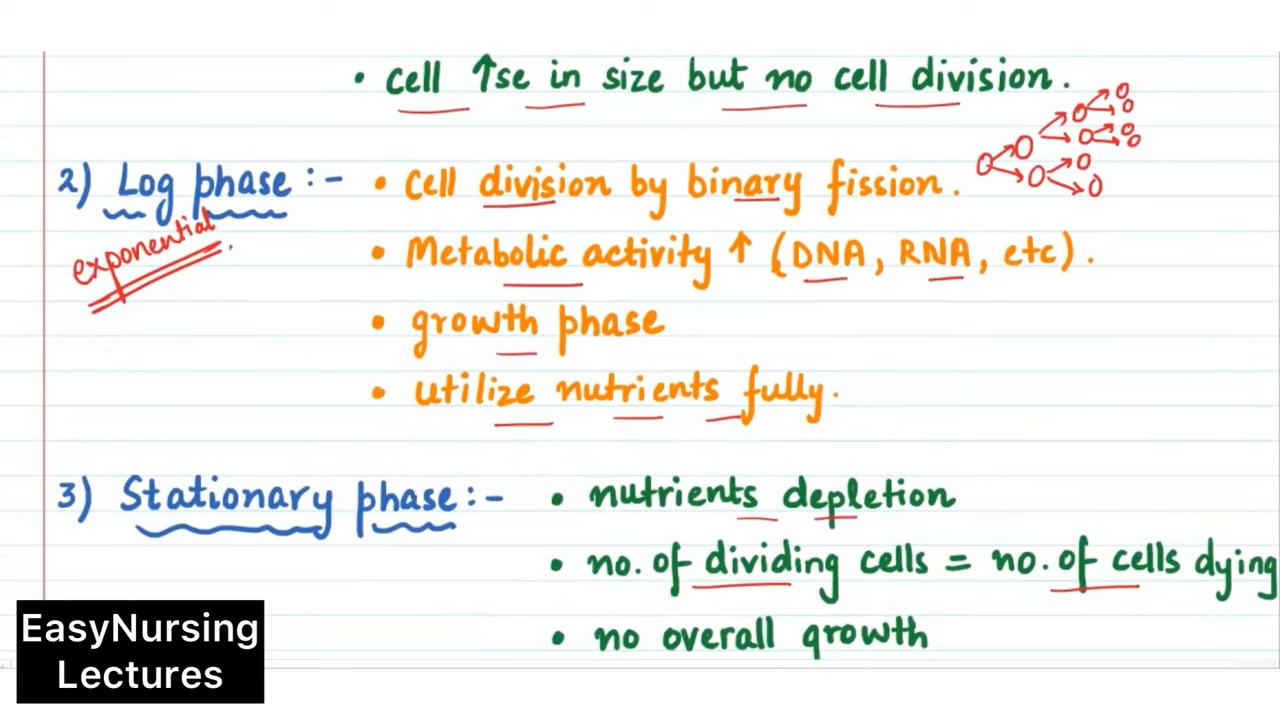 • cell ↑se in size but no cell division.
2) Log phase :- • cell division by binary fission.
exponential.
• Metabolic activity ↑ (DNA, RNA, etc).
• growth phase
• utilize nutrients fully.
3) Stationary phase :- • nutrients depletion
• no. of dividing cells = no. of cells dying
• no overall growth
EasyNursing
Lectures